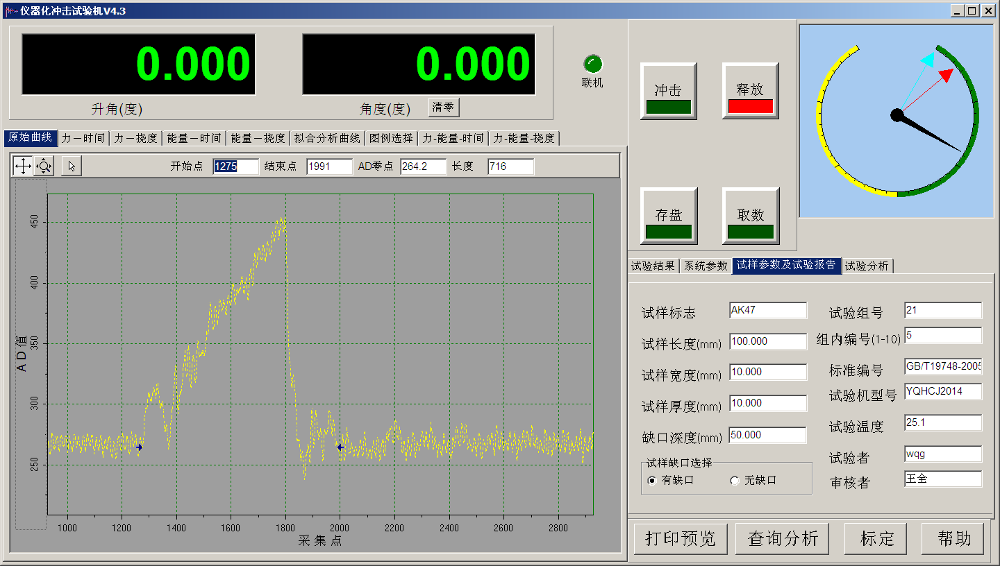 仪器化冲击试验机V4.3
0.000
0.000
升角(度)
角度(度)
清零
联机
冲击
释放
存盘
取数
原始曲线
力－时间
力－挠度
能量－时间
能量－挠度
拟合分析曲线
图例选择
力-能量-时间
力-能量-挠度
开始点 1275 结束点 1991 AD零点 264.2 长度 716
450
400
350
300
250
AD值
1000 1200 1400 1600 1800 2000 2200 2400 2600 2800
采集点
试验结果
系统参数
试样参数及试验报告
试验分析
试样标志 AK47
试样长度(mm) 100.000
试样宽度(mm) 10.000
试样厚度(mm) 10.000
缺口深度(mm) 50.000
试样缺口选择
有缺口
无缺口
试验组号 21
组内编号(1-10) 5
标准编号 GB/T19748-2005
试验机型号 YQHCJ2014
试验温度 25.1
试验者 wqg
审核者 王全
打印预览
查询分析
标定
帮助